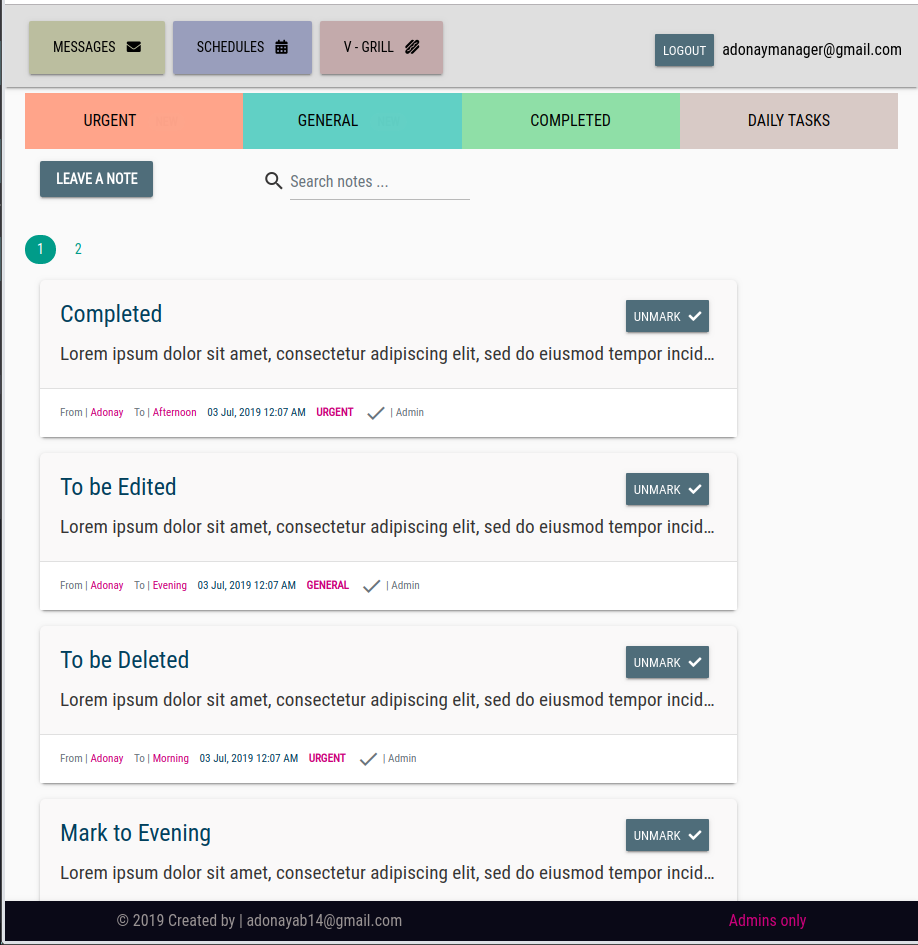 MESSAGES SCHEDULES V - GRILL LOGOUT adonaymanager@gmail.com
URGENT GENERAL COMPLETED DAILY TASKS
LEAVE A NOTE Search notes ...
1 2
Completed UNMARK
Lorem ipsum dolor sit amet, consectetur adipiscing elit, sed do eiusmod tempor incid...
From | Adonay To | Afternoon 03 Jul, 2019 12:07 AM URGENT | Admin
To be Edited UNMARK
Lorem ipsum dolor sit amet, consectetur adipiscing elit, sed do eiusmod tempor incid...
From | Adonay To | Evening 03 Jul, 2019 12:07 AM GENERAL | Admin
To be Deleted UNMARK
Lorem ipsum dolor sit amet, consectetur adipiscing elit, sed do eiusmod tempor incid...
From | Adonay To | Morning 03 Jul, 2019 12:07 AM URGENT | Admin
Mark to Evening UNMARK
Lorem ipsum dolor sit amet, consectetur adipiscing elit, sed do eiusmod tempor incid...
© 2019 Created by | adonayab14@gmail.com Admins only